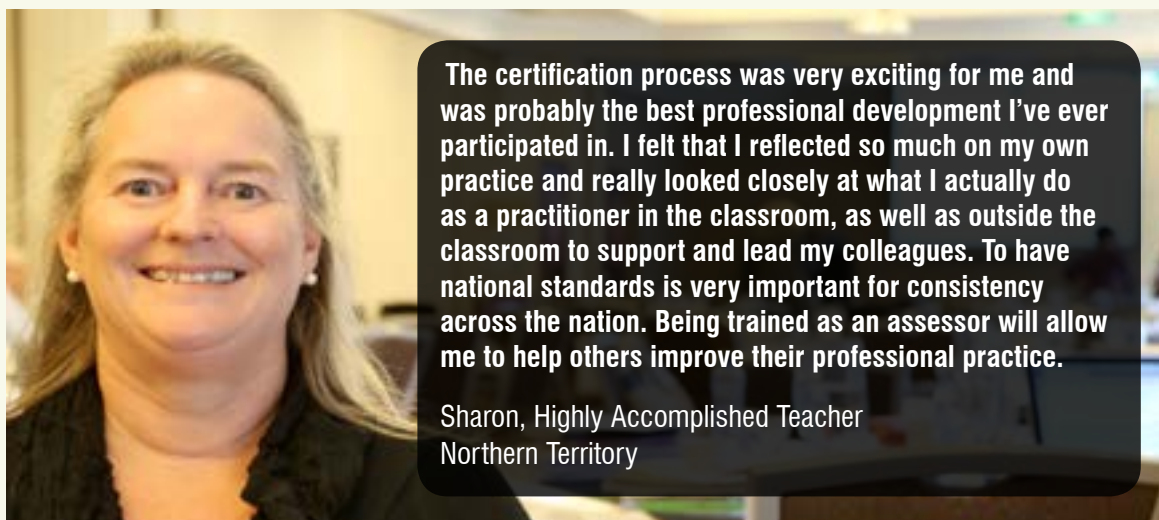 The certification process was very exciting for me and
was probably the best professional development I’ve ever
participated in. I felt that I reflected so much on my own
practice and really looked closely at what I actually do
as a practitioner in the classroom, as well as outside the
classroom to support and lead my colleagues. To have
national standards is very important for consistency
across the nation. Being trained as an assessor will allow
me to help others improve their professional practice.
Sharon, Highly Accomplished Teacher
Northern Territory